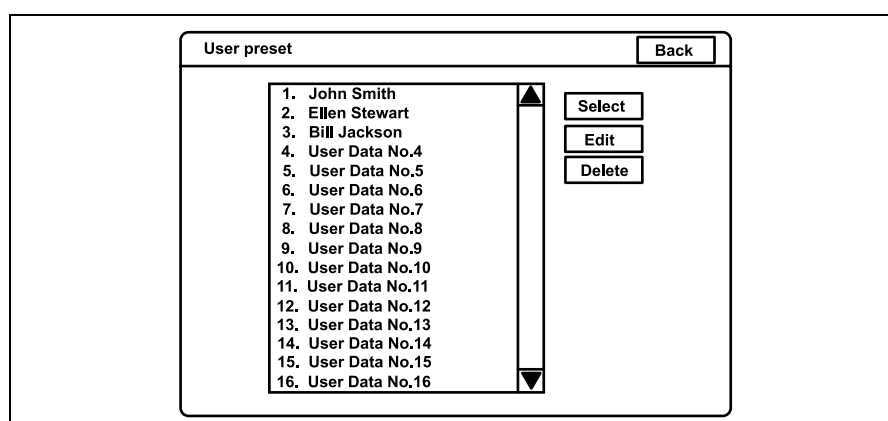 User preset
Back
1. John Smith
2. Ellen Stewart
3. Bill Jackson
4. User Data No.4
5. User Data No.5
6. User Data No.6
7. User Data No.7
8. User Data No.8
9. User Data No.9
10. User Data No.10
11. User Data No.11
12. User Data No.12
13. User Data No.13
14. User Data No.14
15. User Data No.15
16. User Data No.16
Select
Edit
Delete